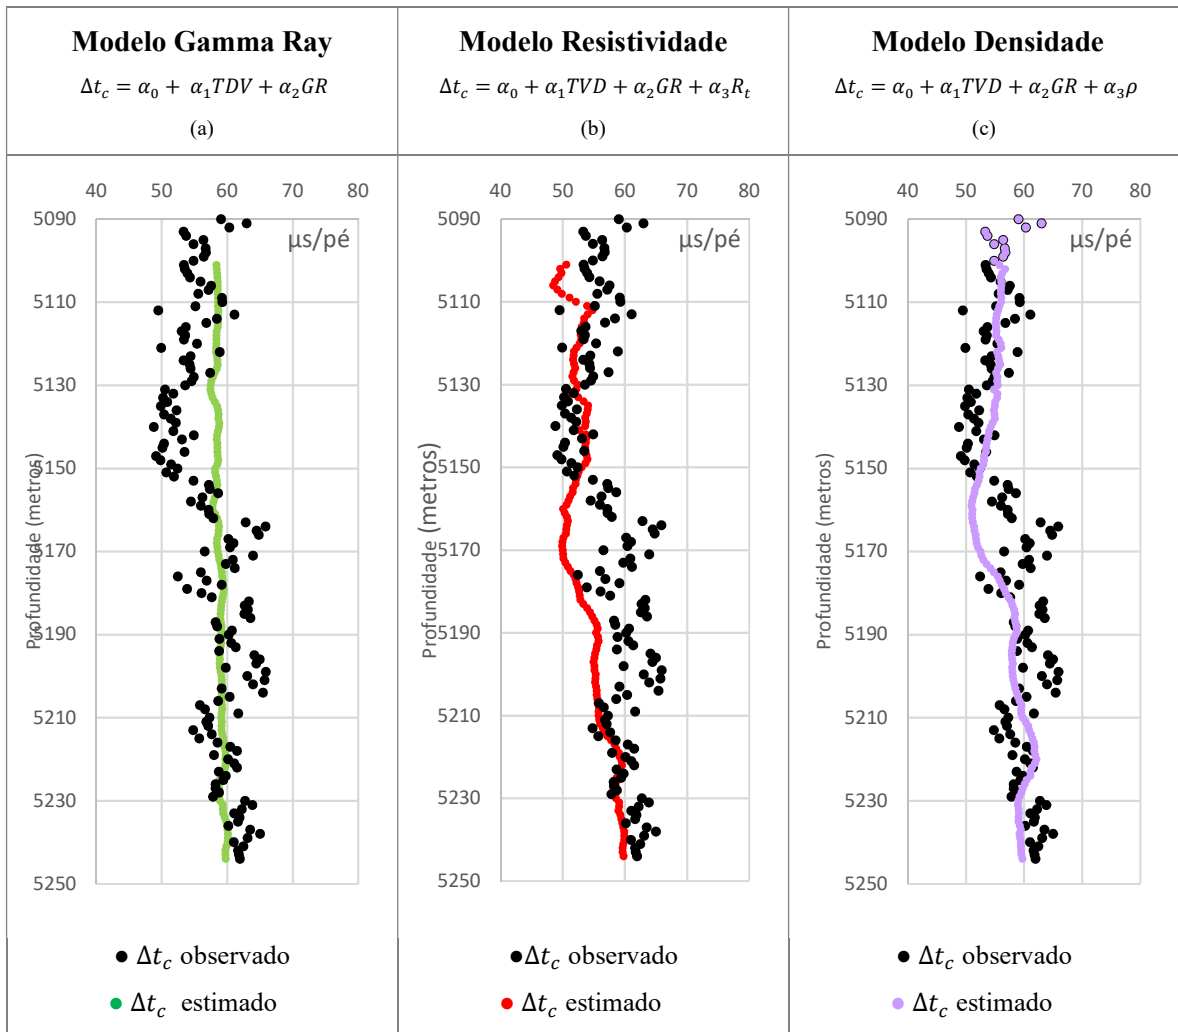 Modelo Gamma Ray
Δt_c = α_0 + α_1TDV + α_2GR
(a)
Modelo Resistividade
Δt_c = α_0 + α_1TVD + α_2GR + α_3R_t
(b)
Modelo Densidade
Δt_c = α_0 + α_1TVD + α_2GR + α_3ρ
(c)
40 50 60 70 80
µs/pé
Profundidade (metros)
5090
5110
5130
5150
5170
5190
5210
5230
5250
Δt_c observado
Δt_c estimado
40 50 60 70 80
µs/pé
Profundidade (metros)
5090
5110
5130
5150
5170
5190
5210
5230
5250
Δt_c observado
Δt_c estimado
40 50 60 70 80
µs/pé
Profundidade (metros)
5090
5110
5130
5150
5170
5190
5210
5230
5250
Δt_c observado
Δt_c estimado